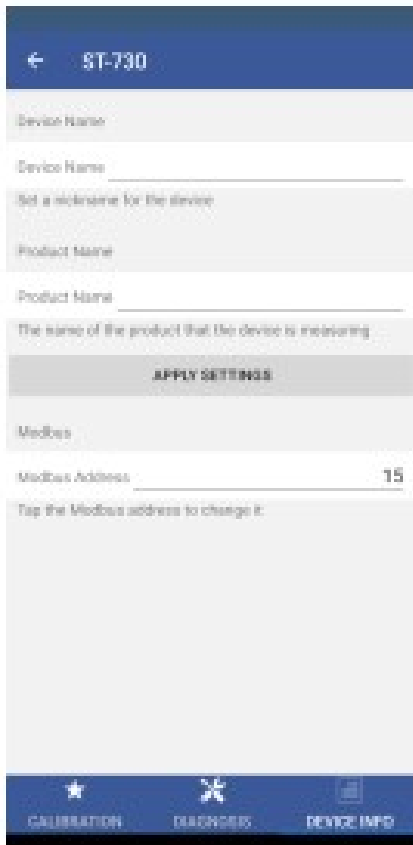 ST-730
Device Name
Device Name
Set a nickname for the device
Product Name
Product Name
The name of the product that the device is measuring
APPLY SETTINGS
Modbus
Modbus Address 15
Tap the Modbus address to change it
CALIBRATION DIAGNOSIS DEVICE INFO